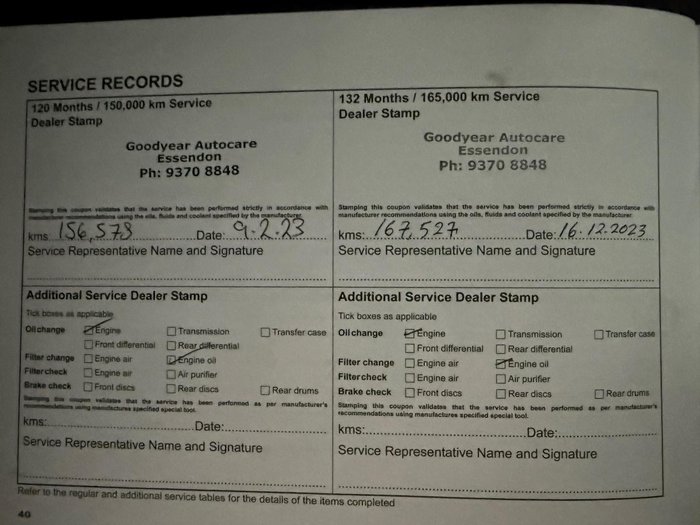 SERVICE RECORDS
120 Months / 150,000 km Service
Dealer Stamp
Goodyear Autocare
Essendon
Ph: 9370 8848
Stamping this coupon validates that the service has been performed strictly in accordance with
manufacturer recommendations using the oils, fluids and coolant specified by the manufacturer.
kms: 156,578 Date: 9.2.23
Service Representative Name and Signature
Additional Service Dealer Stamp
Tick boxes as applicable
Oil change Engine Transmission Transfer case
Front differential Rear differential
Filter change Engine air Engine oil
Filter check Engine air Air purifier
Brake check Front discs Rear discs Rear drums
Stamping this coupon validates that the service has been performed as per manufacturer's
recommendations using manufactures specified special tool.
kms: Date:
Service Representative Name and Signature
132 Months / 165,000 km Service
Dealer Stamp
Goodyear Autocare
Essendon
Ph: 9370 8848
Stamping this coupon validates that the service has been performed strictly in accordance with
manufacturer recommendations using the oils, fluids and coolant specified by the manufacturer.
kms: 167,527 Date: 16.12.2023
Service Representative Name and Signature
Additional Service Dealer Stamp
Tick boxes as applicable
Oil change Engine Transmission Transfer case
Front differential Rear differential
Filter change Engine air Engine oil
Filter check Engine air Air purifier
Brake check Front discs Rear discs Rear drums
Stamping this coupon validates that the service has been performed as per manufacturer's
recommendations using manufactures specified special tool.
kms: Date:
Service Representative Name and Signature
Refer to the regular and additional service tables for the details of the items completed
40